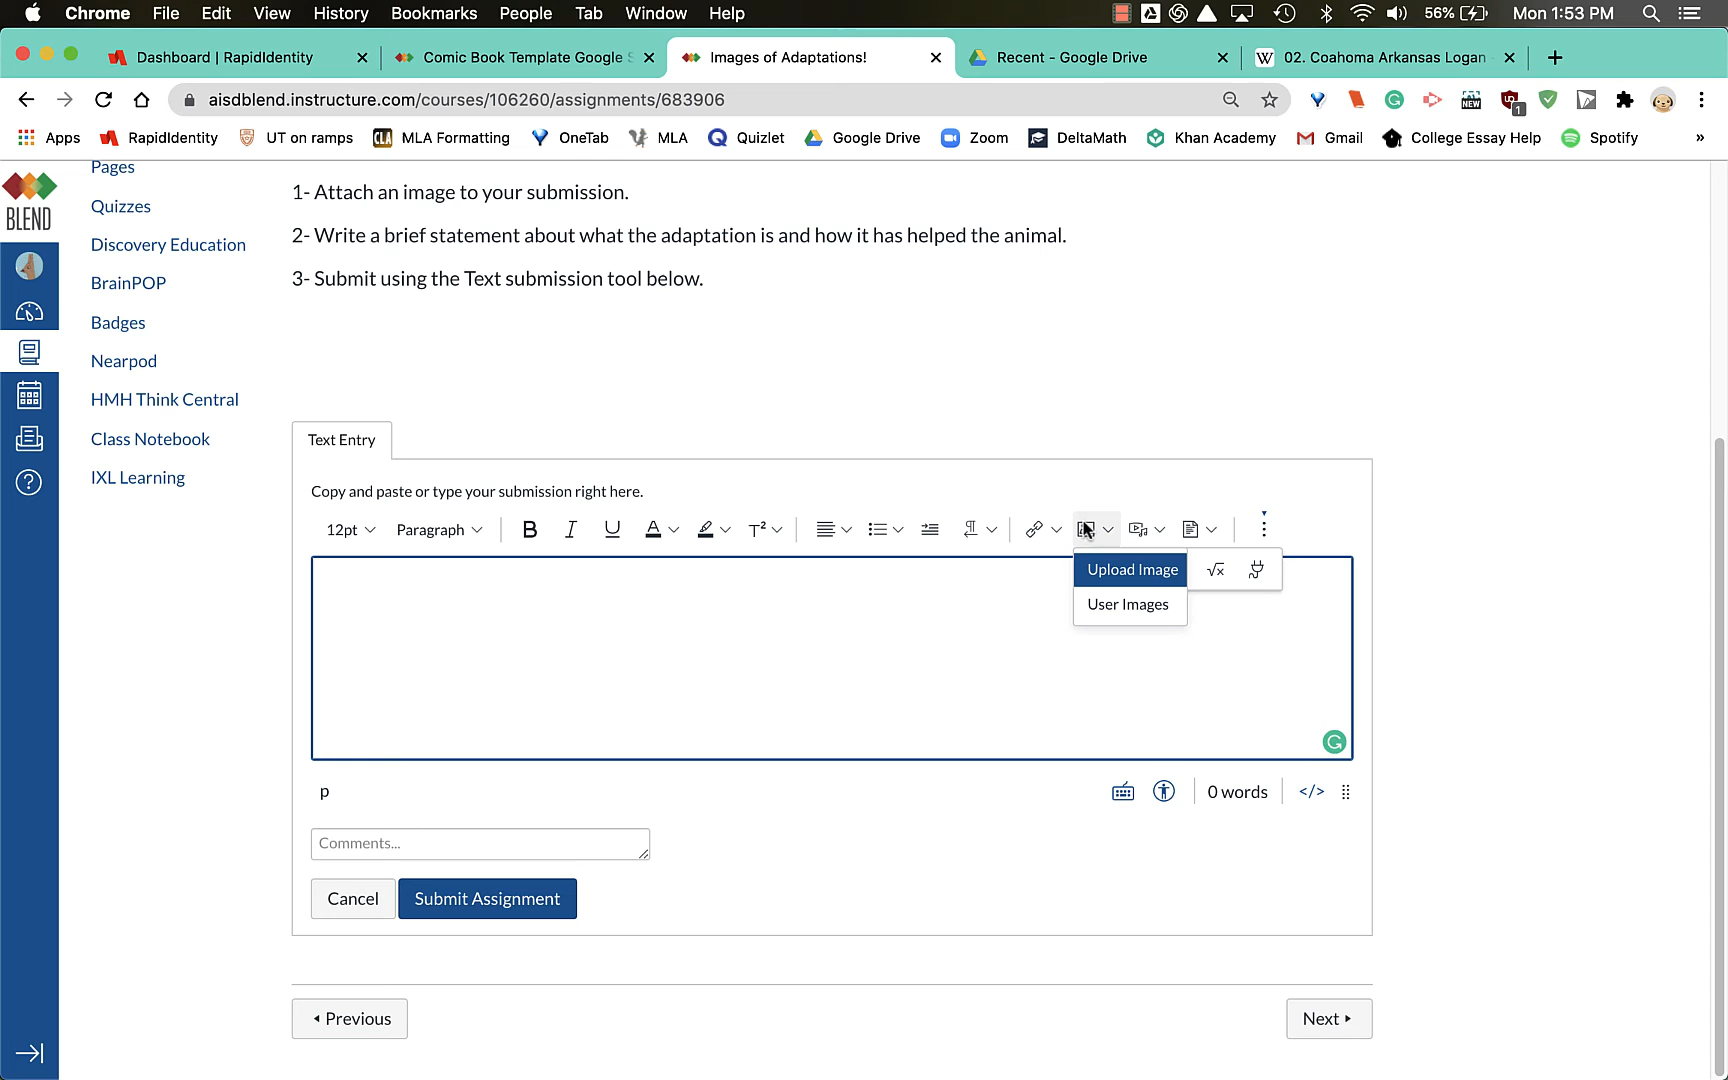 Chrome File Edit View History Bookmarks People Tab Window Help 56% Mon 1:53 PM
Dashboard | RapidIdentity Comic Book Template Google S Images of Adaptations! Recent - Google Drive W 02. Coahoma Arkansas Logan
aisdblend.instructure.com/courses/106260/assignments/683906 NEW 1
Apps RapidIdentity UT on ramps CLA MLA Formatting OneTab MLA Quizlet Google Drive Zoom DeltaMath Khan Academy Gmail College Essay Help Spotify »
BLEND
Pages
Quizzes
Discovery Education
BrainPOP
Badges
Nearpod
HMH Think Central
Class Notebook
IXL Learning
1- Attach an image to your submission.
2- Write a brief statement about what the adaptation is and how it has helped the animal.
3- Submit using the Text submission tool below.
Text Entry
Copy and paste or type your submission right here.
12pt Paragraph B I U A T²
Upload Image √x
User Images
p 0 words </>
Comments...
Cancel Submit Assignment
Previous Next